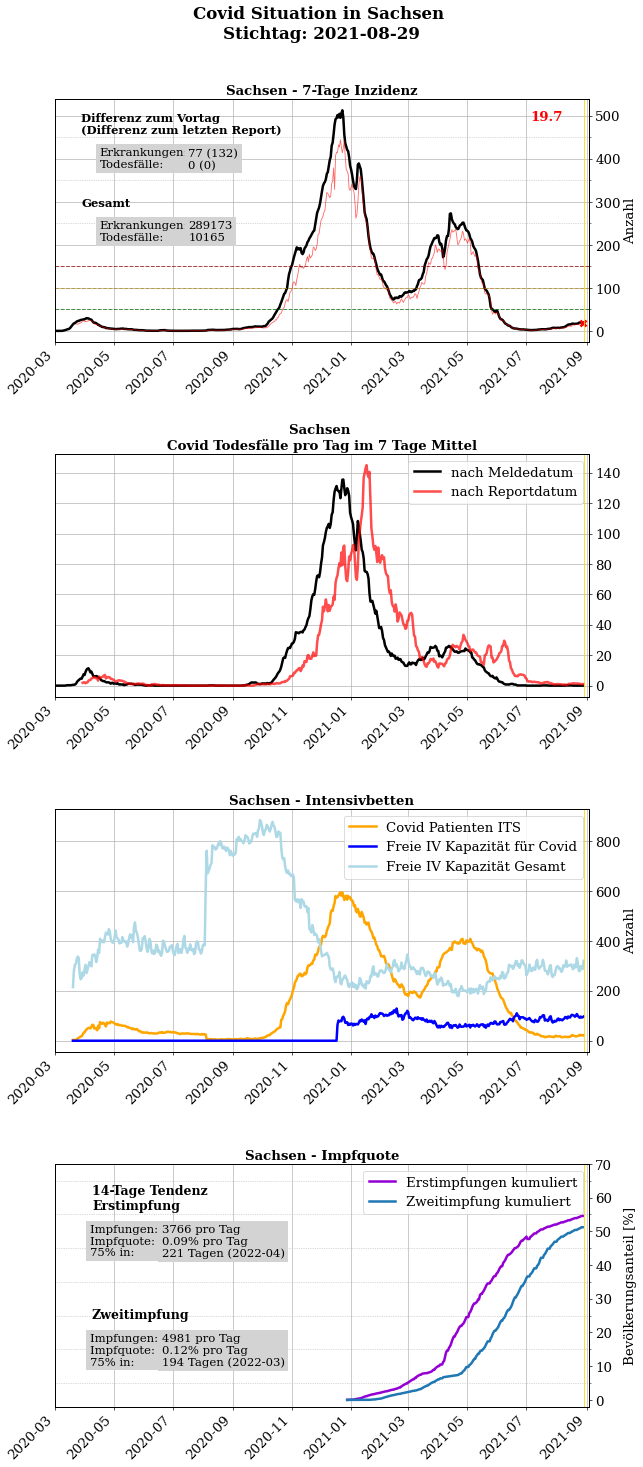 Covid Situation in Sachsen
Stichtag: 2021-08-29
Sachsen - 7-Tage Inzidenz
Differenz zum Vortag
(Differenz zum letzten Report)
Erkrankungen 77 (132)
Todesfälle: 0 (0)
Gesamt
Erkrankungen 289173
Todesfälle: 10165
19.7
500
400
300
200
100
0
Anzahl
2020-03 2020-05 2020-07 2020-09 2020-11 2021-01 2021-03 2021-05 2021-07 2021-09
Sachsen
Covid Todesfälle pro Tag im 7 Tage Mittel
nach Meldedatum
nach Reportdatum
140
120
100
80
60
40
20
0
2020-03 2020-05 2020-07 2020-09 2020-11 2021-01 2021-03 2021-05 2021-07 2021-09
Sachsen - Intensivbetten
Covid Patienten ITS
Freie IV Kapazität für Covid
Freie IV Kapazität Gesamt
800
600
400
200
0
Anzahl
2020-03 2020-05 2020-07 2020-09 2020-11 2021-01 2021-03 2021-05 2021-07 2021-09
Sachsen - Impfquote
14-Tage Tendenz
Erstimpfung
Impfungen: 3766 pro Tag
Impfquote: 0.09% pro Tag
75% in: 221 Tagen (2022-04)
Zweitimpfung
Impfungen: 4981 pro Tag
Impfquote: 0.12% pro Tag
75% in: 194 Tagen (2022-03)
Erstimpfungen kumuliert
Zweitimpfung kumuliert
70
60
50
40
30
20
10
0
Bevölkerungsanteil [%]
2020-03 2020-05 2020-07 2020-09 2020-11 2021-01 2021-03 2021-05 2021-07 2021-09